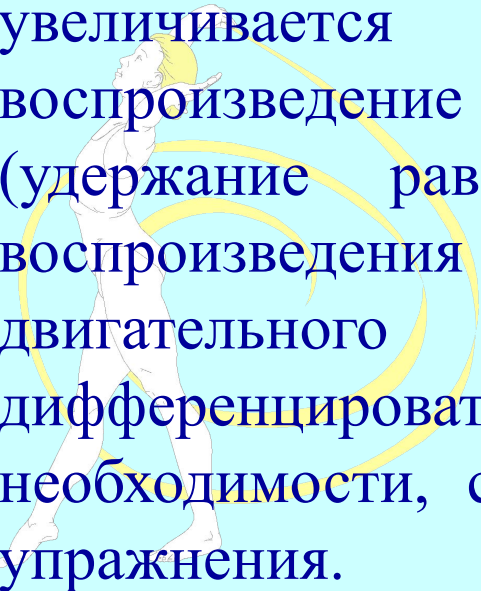 увеличивается
воспроизведение
(удержание рав
воспроизведения
двигательного
дифференцироват
необходимости, с
упражнения.